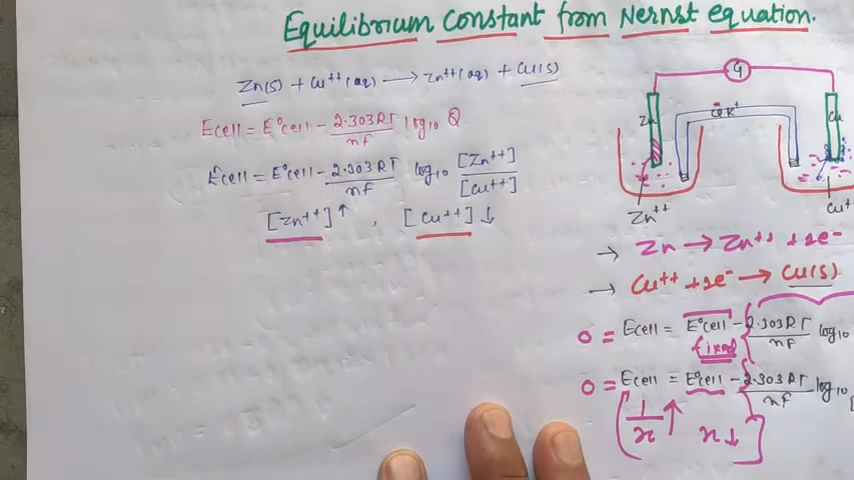 Equilibrium Constant from Nernst equation.
Zn(s) + Cu⁺⁺(aq) → Zn⁺⁺(aq) + Cu(s)
Ecell = E°cell − 2.303RT/nF log₁₀ Q
Ecell = E°cell − 2.303RT/nF log₁₀ [Zn⁺⁺]/[Cu⁺⁺]
[Zn⁺⁺]↑ , [Cu⁺⁺]↓
G
Zn
Cu
Zn⁺⁺
Cu⁺
→ Zn → Zn⁺⁺ + 2e⁻
→ Cu⁺⁺ + 2e⁻ → Cu(s)
0 = Ecell = E°cell − 2.303RT/nF log₁₀
fixed
0 = Ecell = E°cell − 2.303RT/nF log₁₀ [
1/x ↑ x↓